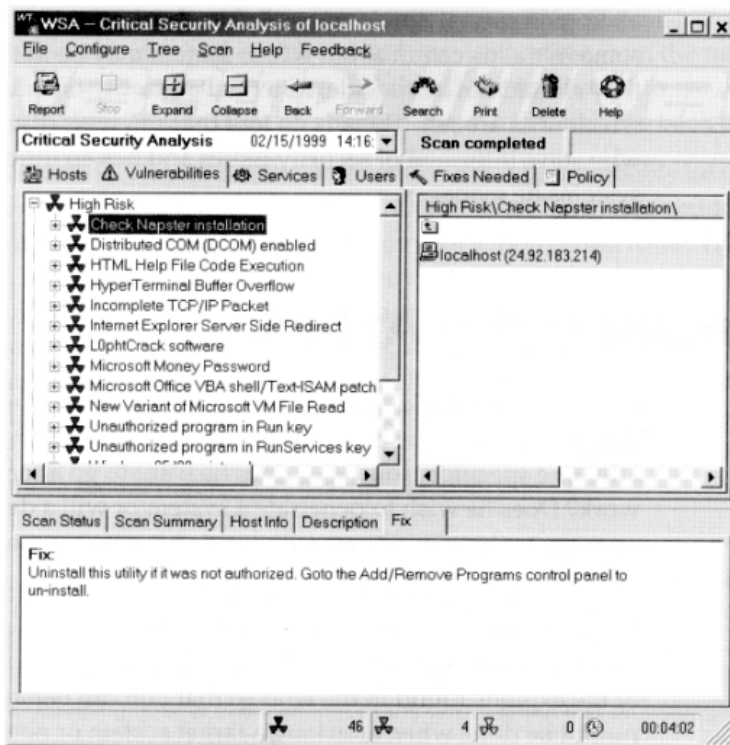 WSA – Critical Security Analysis of localhost
File Configure Tree Scan Help Feedback
Report Stop Expand Collapse Back Forward Search Print Delete Help
Critical Security Analysis 02/15/1999 14:16: Scan completed
Hosts Vulnerabilities Services Users Fixes Needed Policy
High Risk
Check Napster installation
Distributed COM (DCOM) enabled
HTML Help File Code Execution
HyperTerminal Buffer Overflow
Incomplete TCP/IP Packet
Internet Explorer Server Side Redirect
L0phtCrack software
Microsoft Money Password
Microsoft Office VBA shell/Text-ISAM patch
New Variant of Microsoft VM File Read
Unauthorized program in Run key
Unauthorized program in RunServices key
High Risk\Check Napster installation\
localhost (24.92.183.214)
Scan Status Scan Summary Host Info Description Fix
Fix:
Uninstall this utility if it was not authorized. Goto the Add/Remove Programs control panel to
un-install.
46 4 0 00:04:02